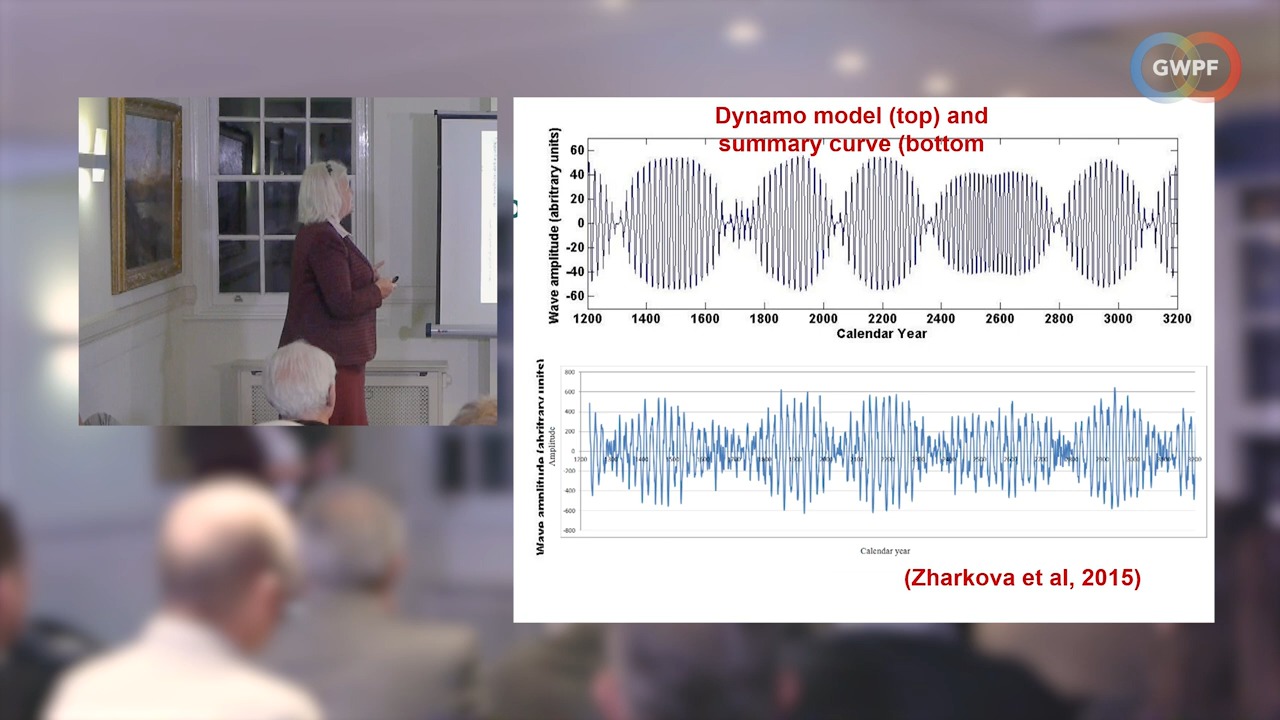 GWPF
Dynamo model (top) and
summary curve (bottom
Wave amplitude (abritrary units)
60
40
20
0
-20
-40
-60
1200 1400 1600 1800 2000 2200 2400 2600 2800 3000 3200
Calendar Year
Wave amplitude (abritrary units)
Amplitude
800
600
400
200
0
-200
-400
-600
-800
Calendar year
(Zharkova et al, 2015)